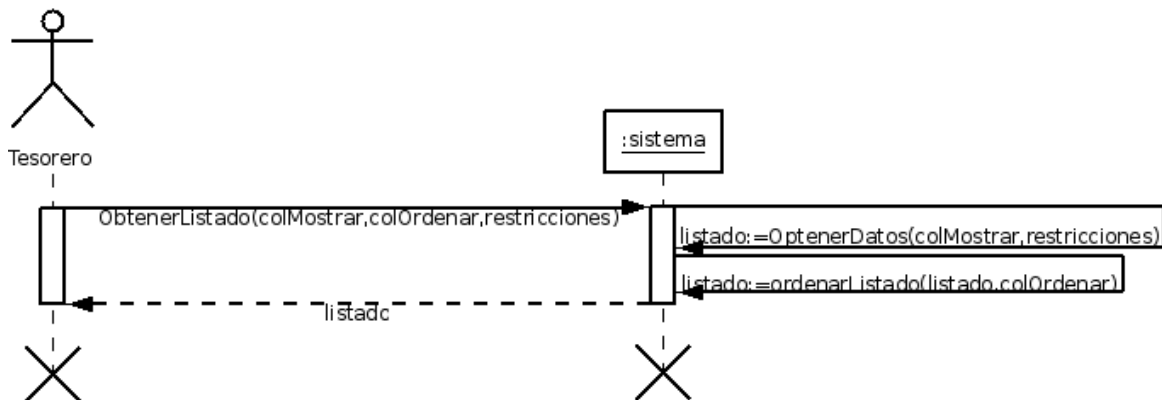 :sistema
Tesorero
ObtenerListado(colMostrar,colOrdenar,restricciones)
listado:=OptenerDatos(colMostrar,restricciones)
listado:=ordenarListado(listado,colOrdenar)
listado